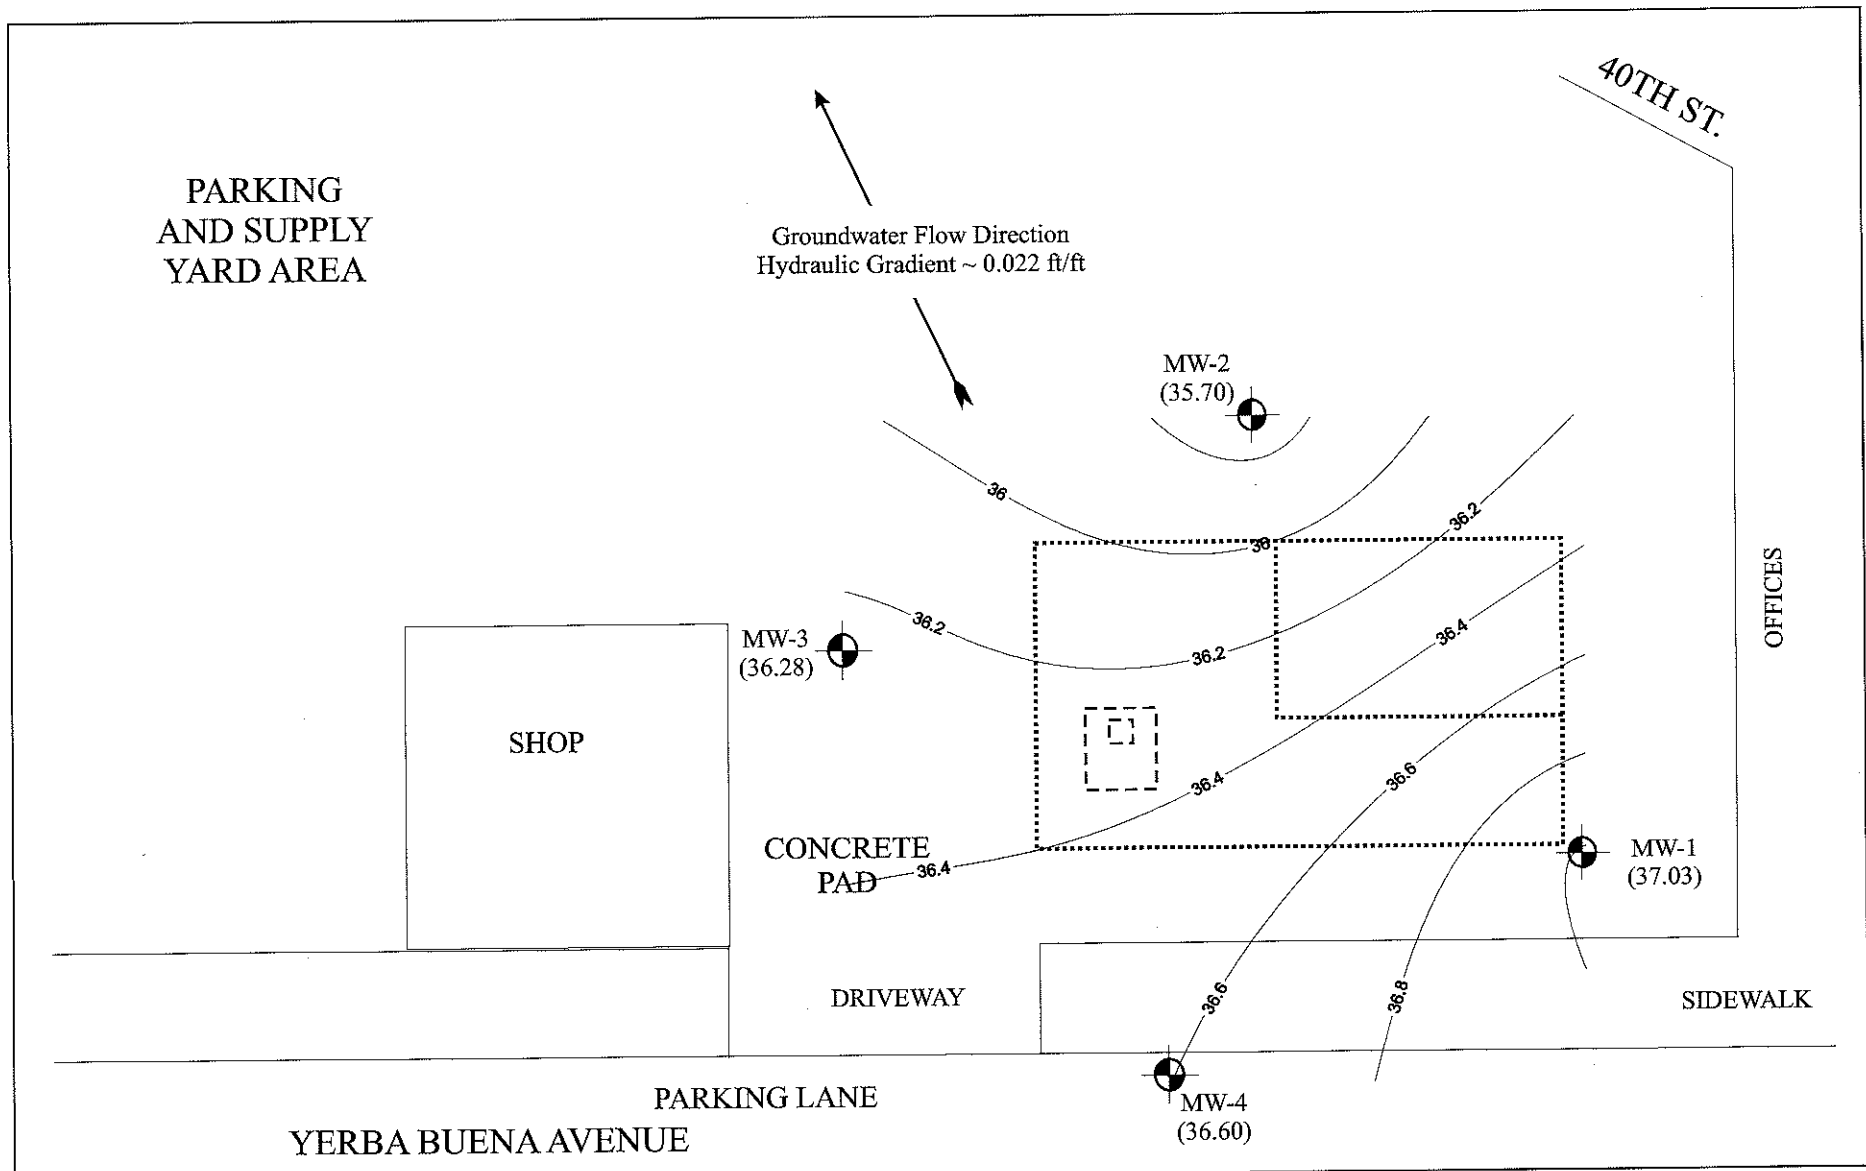 40TH ST.
PARKING
AND SUPPLY
YARD AREA
Groundwater Flow Direction
Hydraulic Gradient ~ 0.022 ft/ft
MW-2
(35.70)
36
36.2
36
OFFICES
36.2
36.4
MW-3
(36.28)
36.2
SHOP
36.6
36.4
CONCRETE
PAD
36.4
MW-1
(37.03)
DRIVEWAY
36.6
36.8
SIDEWALK
PARKING LANE
MW-4
(36.60)
YERBA BUENA AVENUE